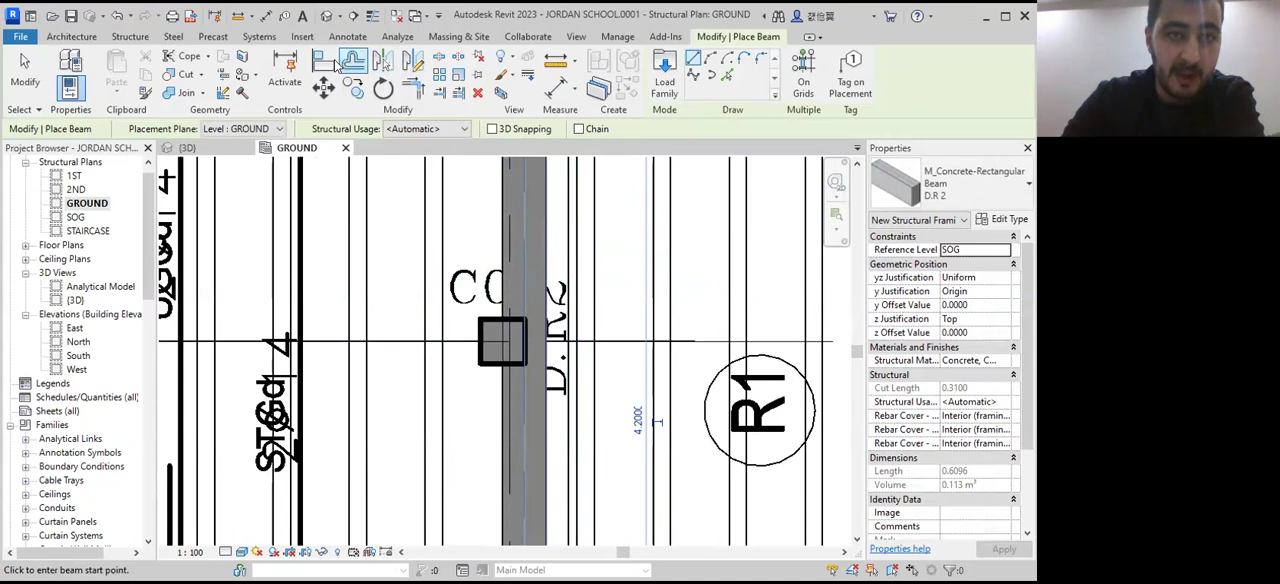 Autodesk Revit 2023 - JORDAN SCHOOL.0001 - Structural Plan: GROUND
File Architecture Structure Steel Precast Systems Insert Annotate Analyze Massing & Site Collaborate View Manage Add-Ins Modify | Place Beam
Modify Properties Paste Cope Cut Join Activate Load Family On Grids Tag on Placement
Select Properties Clipboard Geometry Controls Modify View Measure Create Mode Draw Multiple Tag
Modify | Place Beam Placement Plane: Level : GROUND Structural Usage: <Automatic> 3D Snapping Chain
Project Browser - JORDAN SCH...
(3D)
GROUND
Structural Plans
1ST
2ND
GROUND
SOG
STAIRCASE
Floor Plans
Ceiling Plans
3D Views
Analytical Model
(3D)
Elevations (Building Eleva
East
North
South
West
Legends
Schedules/Quantities (all)
Sheets (all)
Families
Analytical Links
Annotation Symbols
Boundary Conditions
Cable Trays
Ceilings
Conduits
Curtain Panels
Curtain Systems
D.R2
R1
1 : 100
Properties
M_Concrete-Rectangular
Beam
D.R 2
New Structural Frami Edit Type
Constraints
Reference Level SOG
Geometric Position
yz Justification Uniform
y Justification Origin
y Offset Value 0.0000
z Justification Top
z Offset Value 0.0000
Materials and Finishes
Structural Mat... Concrete, C...
Structural
Cut Length 0.3100
Structural Usa... <Automatic>
Rebar Cover - ... Interior (framin...
Rebar Cover - ... Interior (framin...
Rebar Cover - ... Interior (framin...
Dimensions
Length 0.6096
Volume 0.113 m³
Identity Data
Image
Comments
Properties help Apply
Click to enter beam start point. :0 Main Model :0